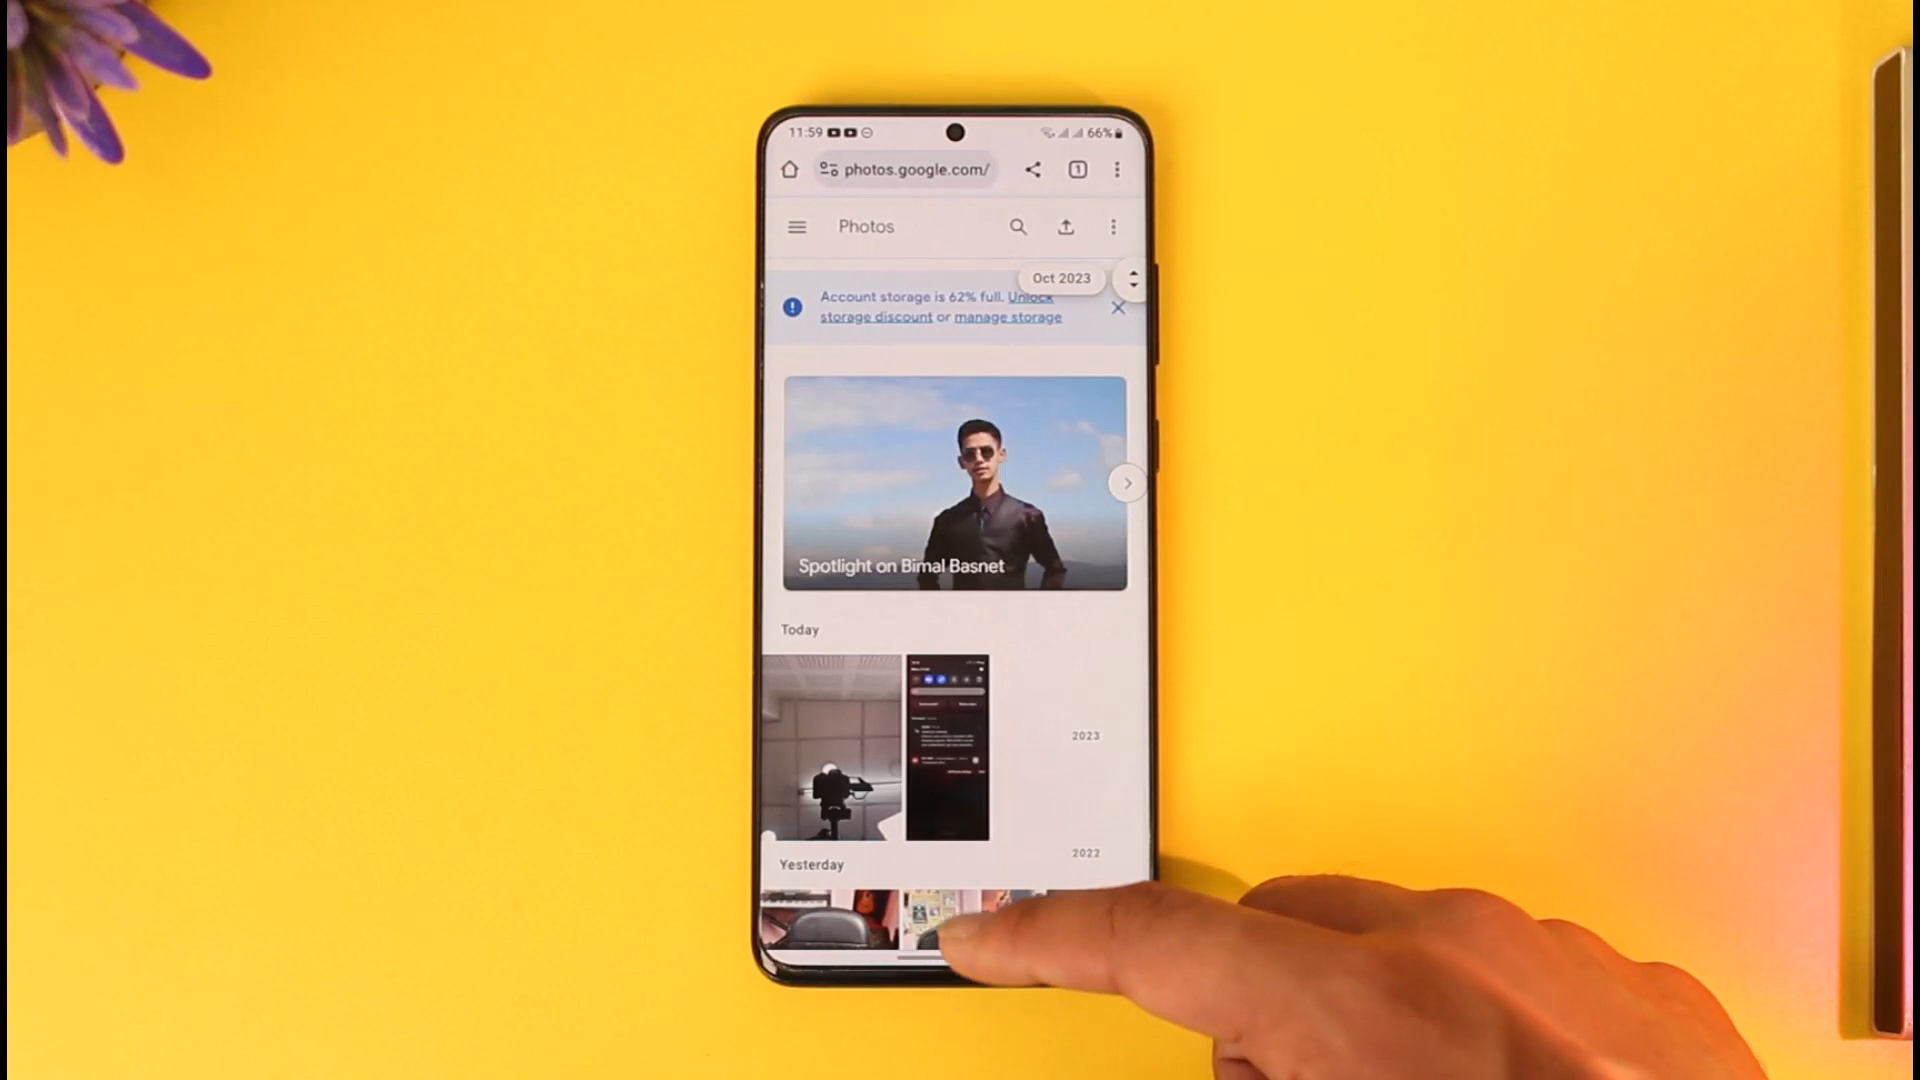 11:59 66%
photos.google.com/ 1
Photos
Oct 2023
Account storage is 62% full. Unlock
storage discount or manage storage
Spotlight on Bimal Basnet
Today
2023
2022
Yesterday